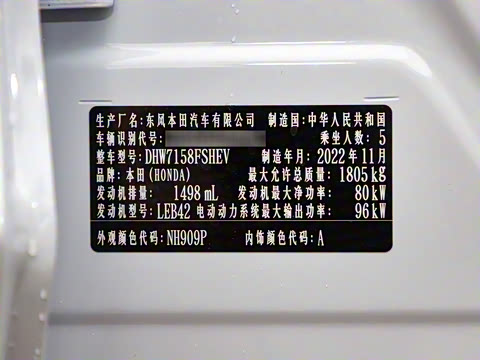 生产厂名:东风本田汽车有限公司 制造国:中华人民共和国
车辆识别代号: 乘坐人数: 5
整车型号: DHW7158FSHEV 制造年月: 2022年11月
品牌: 本田 (HONDA) 最大允许总质量: 1805kg
发动机排量: 1498mL 发动机最大净功率: 80kW
发动机型号: LEB42 电动动力系统最大输出功率: 96kW
外观颜色代码: NH909P 内饰颜色代码: A